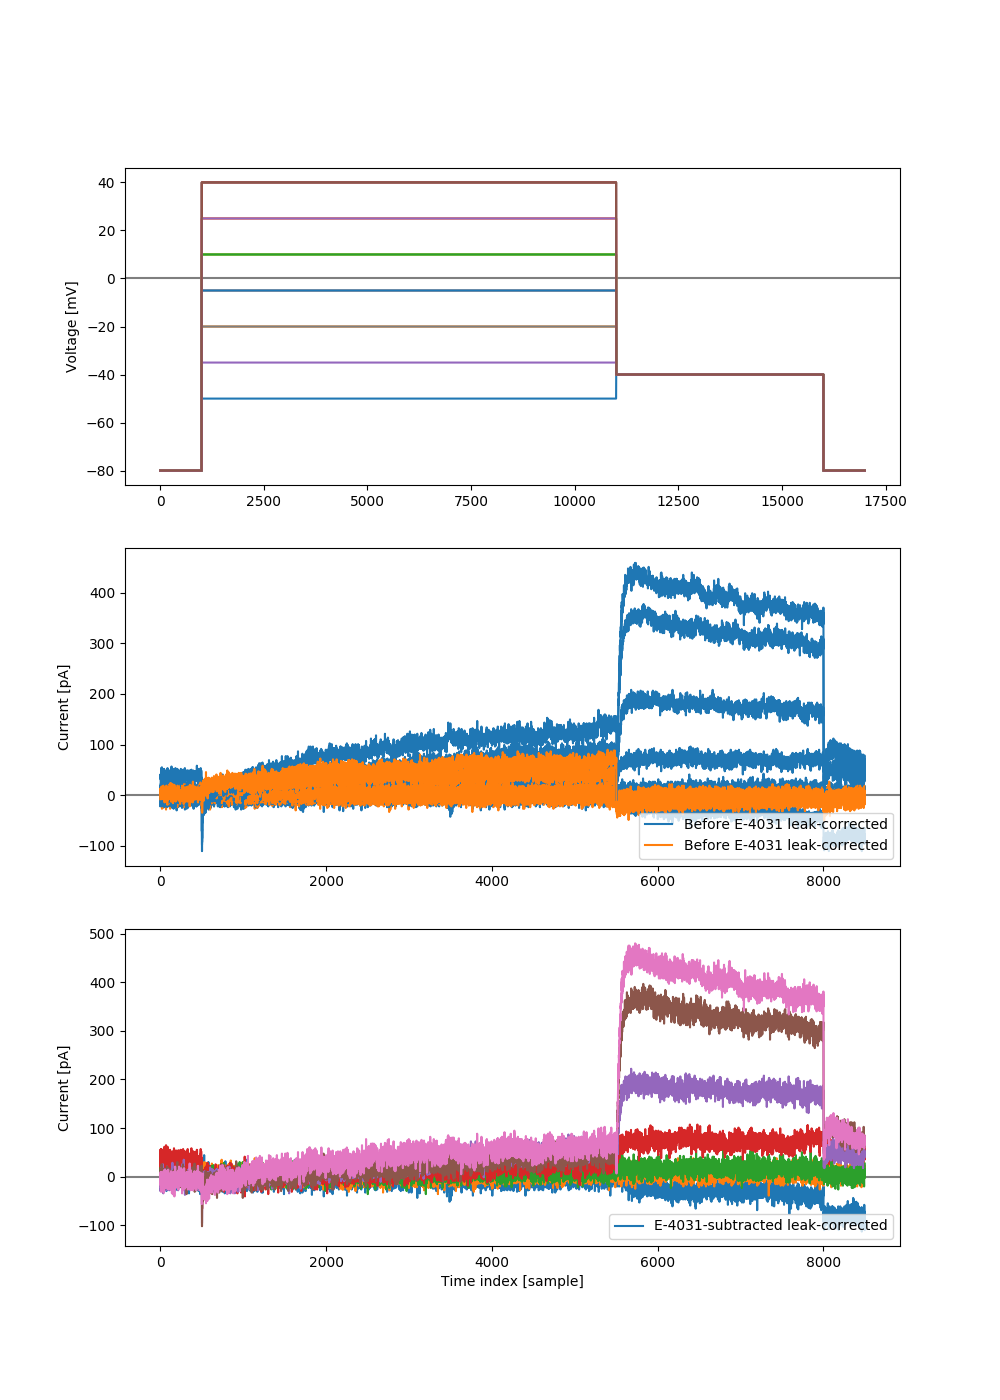 40
20
0
−20
−40
−60
−80
Voltage [mV]
0 2500 5000 7500 10000 12500 15000 17500
400
300
200
100
0
−100
Current [pA]
Before E-4031 leak-corrected
Before E-4031 leak-corrected
0 2000 4000 6000 8000
500
400
300
200
100
0
−100
Current [pA]
E-4031-subtracted leak-corrected
0 2000 4000 6000 8000
Time index [sample]